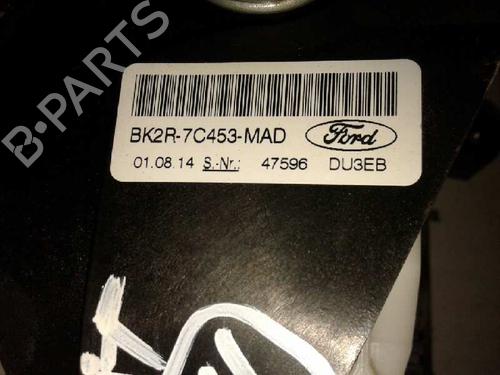 B-PARTS
BK2R-7C453-MAD Ford
01.08.14 S.-Nr.: 47596 DU3EB